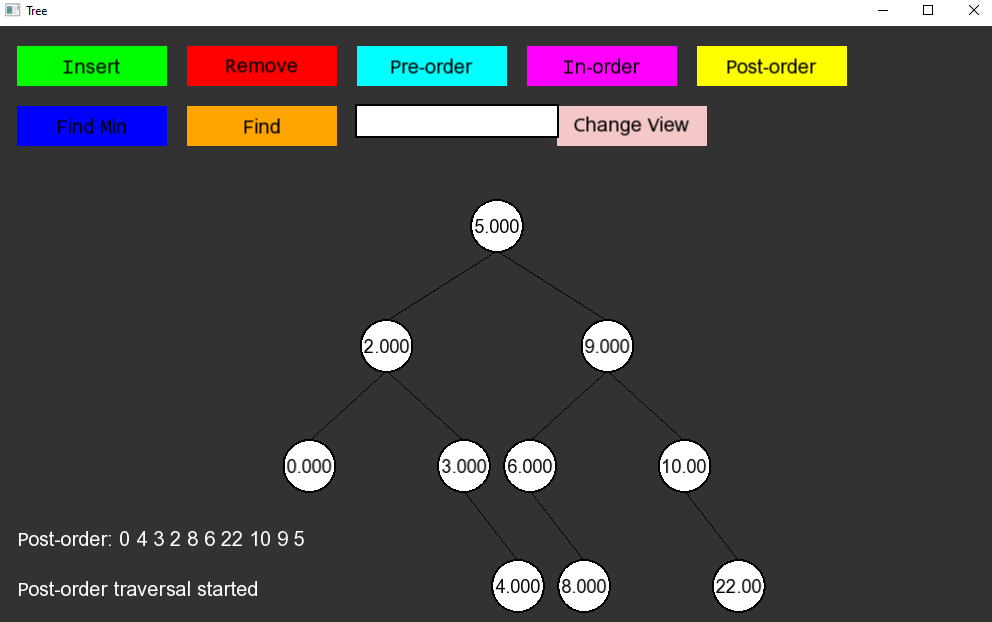 Tree
Insert Remove Pre-order In-order Post-order
Find Min Find Change View
5.000
2.000 9.000
0.000 3.000 6.000 10.00
Post-order: 0 4 3 2 8 6 22 10 9 5
4.000 8.000 22.00
Post-order traversal started